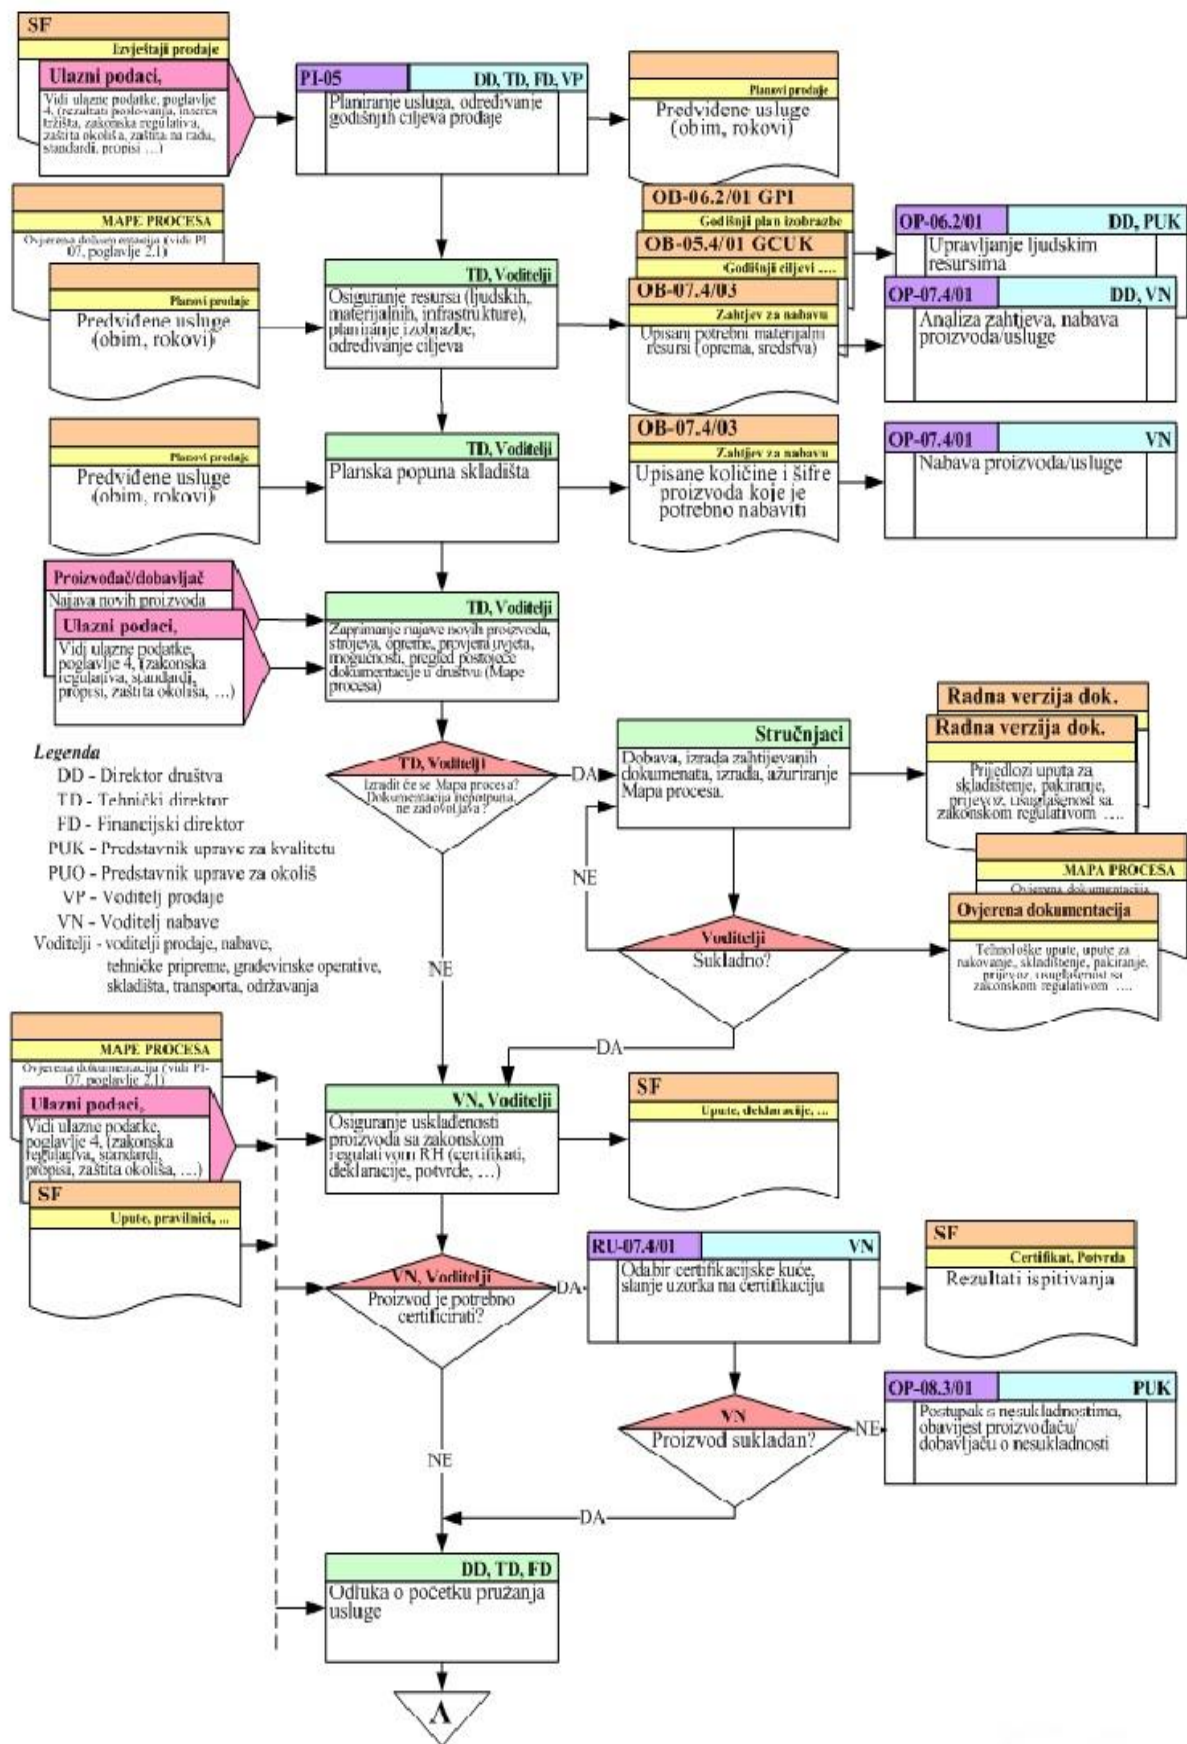 SF
Izvještaji prodaje
Ulazni podaci,
Vidi ulazne podatke, poglavlje
4, (rezultati poslovanja, interes
tržišta, zakonska regulativa,
zaštita okoliša, zaštita na radu,
standardi, propisi …)
PI-05
DD, TD, FD, VP
Planiranje usluga, određivanje
godišnjih ciljeva prodaje
Planovi prodaje
Predviđene usluge
(obim, rokovi)
MAPE PROCESA
Ovjerena dokumentacija (vidi PI-
07, poglavlje 2.1)
Planovi prodaje
Predviđene usluge
(obim, rokovi)
TD, Voditelji
Osiguranje resursa (ljudskih,
materijalnih, infrastrukture),
planiranje izobrazbe,
određivanje ciljeva
OB-06.2/01 GPI
Godišnji plan izobrazbe
OB-05.4/01 GCUK
Godišnji ciljevi ….
OB-07.4/03
Zahtjev za nabavu
Upisani potrebni materijalni
resursi (oprema, sredstva)
OP-06.2/01
DD, PUK
Upravljanje ljudskim
resursima
OP-07.4/01
DD, VN
Analiza zahtjeva, nabava
proizvoda/usluge
Planovi prodaje
Predviđene usluge
(obim, rokovi)
TD, Voditelji
Planska popuna skladišta
OB-07.4/03
Zahtjev za nabavu
Upisane količine i šifre
proizvoda koje je
potrebno nabaviti
OP-07.4/01
VN
Nabava proizvoda/usluge
Proizvođač/dobavljač
Najava novih proizvoda
Ulazni podaci,
Vidi ulazne podatke,
poglavlje 4, (zakonska
regulativa, standardi,
propisi, zaštita okoliša, …)
TD, Voditelji
Zaprimanje najave novih proizvoda,
strojeva, opreme, provjera uvjeta,
mogućnosti, pregled postojeće
dokumentacije u društvu (Mape
procesa)
Legenda
DD - Direktor društva
TD - Tehnički direktor
FD - Financijski direktor
PUK - Predstavnik uprave za kvalitetu
PUO - Predstavnik uprave za okoliš
VP - Voditelj prodaje
VN - Voditelj nabave
Voditelji - voditelji prodaje, nabave,
tehničke pripreme, građevinske operative,
skladišta, transporta, održavanja
TD, Voditelji
Izradit će se Mapa procesa?
Dokumentacija nepotpuna,
ne zadovoljava ?
DA
Stručnjaci
Dobava, izrada zahtijevanih
dokumenata, izrada, ažuriranje
Mapa procesa.
Radna verzija dok.
Radna verzija dok.
Prijedlozi uputa za
skladištenje, pakiranje,
prijevoz, usuglašenost sa
zakonskom regulativom ….
NE
MAPA PROCESA
Ovjerena dokumentacija
Ovjerena dokumentacija
Tehnološke upute, upute za
rukovanje, skladištenje, pakiranje,
prijevoz, usuglašenost sa
zakonskom regulativom ….
Voditelji
Sukladno?
NE
DA
MAPE PROCESA
Ovjerena dokumentacija (vidi PI-
07, poglavlje 2.1)
Ulazni podaci,
Vidi ulazne podatke,
poglavlje 4, (zakonska
regulativa, standardi,
propisi, zaštita okoliša, …)
SF
Upute, pravilnici, ...
VN, Voditelji
Osiguranje usklađenosti
proizvoda sa zakonskom
regulativom RH (certifikati,
deklaracije, potvrde, …)
SF
Upute, deklaracije, …
VN, Voditelji
Proizvod je potrebno
certificirati?
DA
RU-07.4/01
VN
Odabir certifikacijske kuće,
slanje uzorka na certifikaciju
SF
Certifikat, Potvrda
Rezultati ispitivanja
VN
Proizvod sukladan?
NE
OP-08.3/01
PUK
Postupak s nesukladnostima,
obavijest proizvođaču/
dobavljaču o nesukladnosti
NE
DA
DD, TD, FD
Odluka o početku pružanja
usluge
A